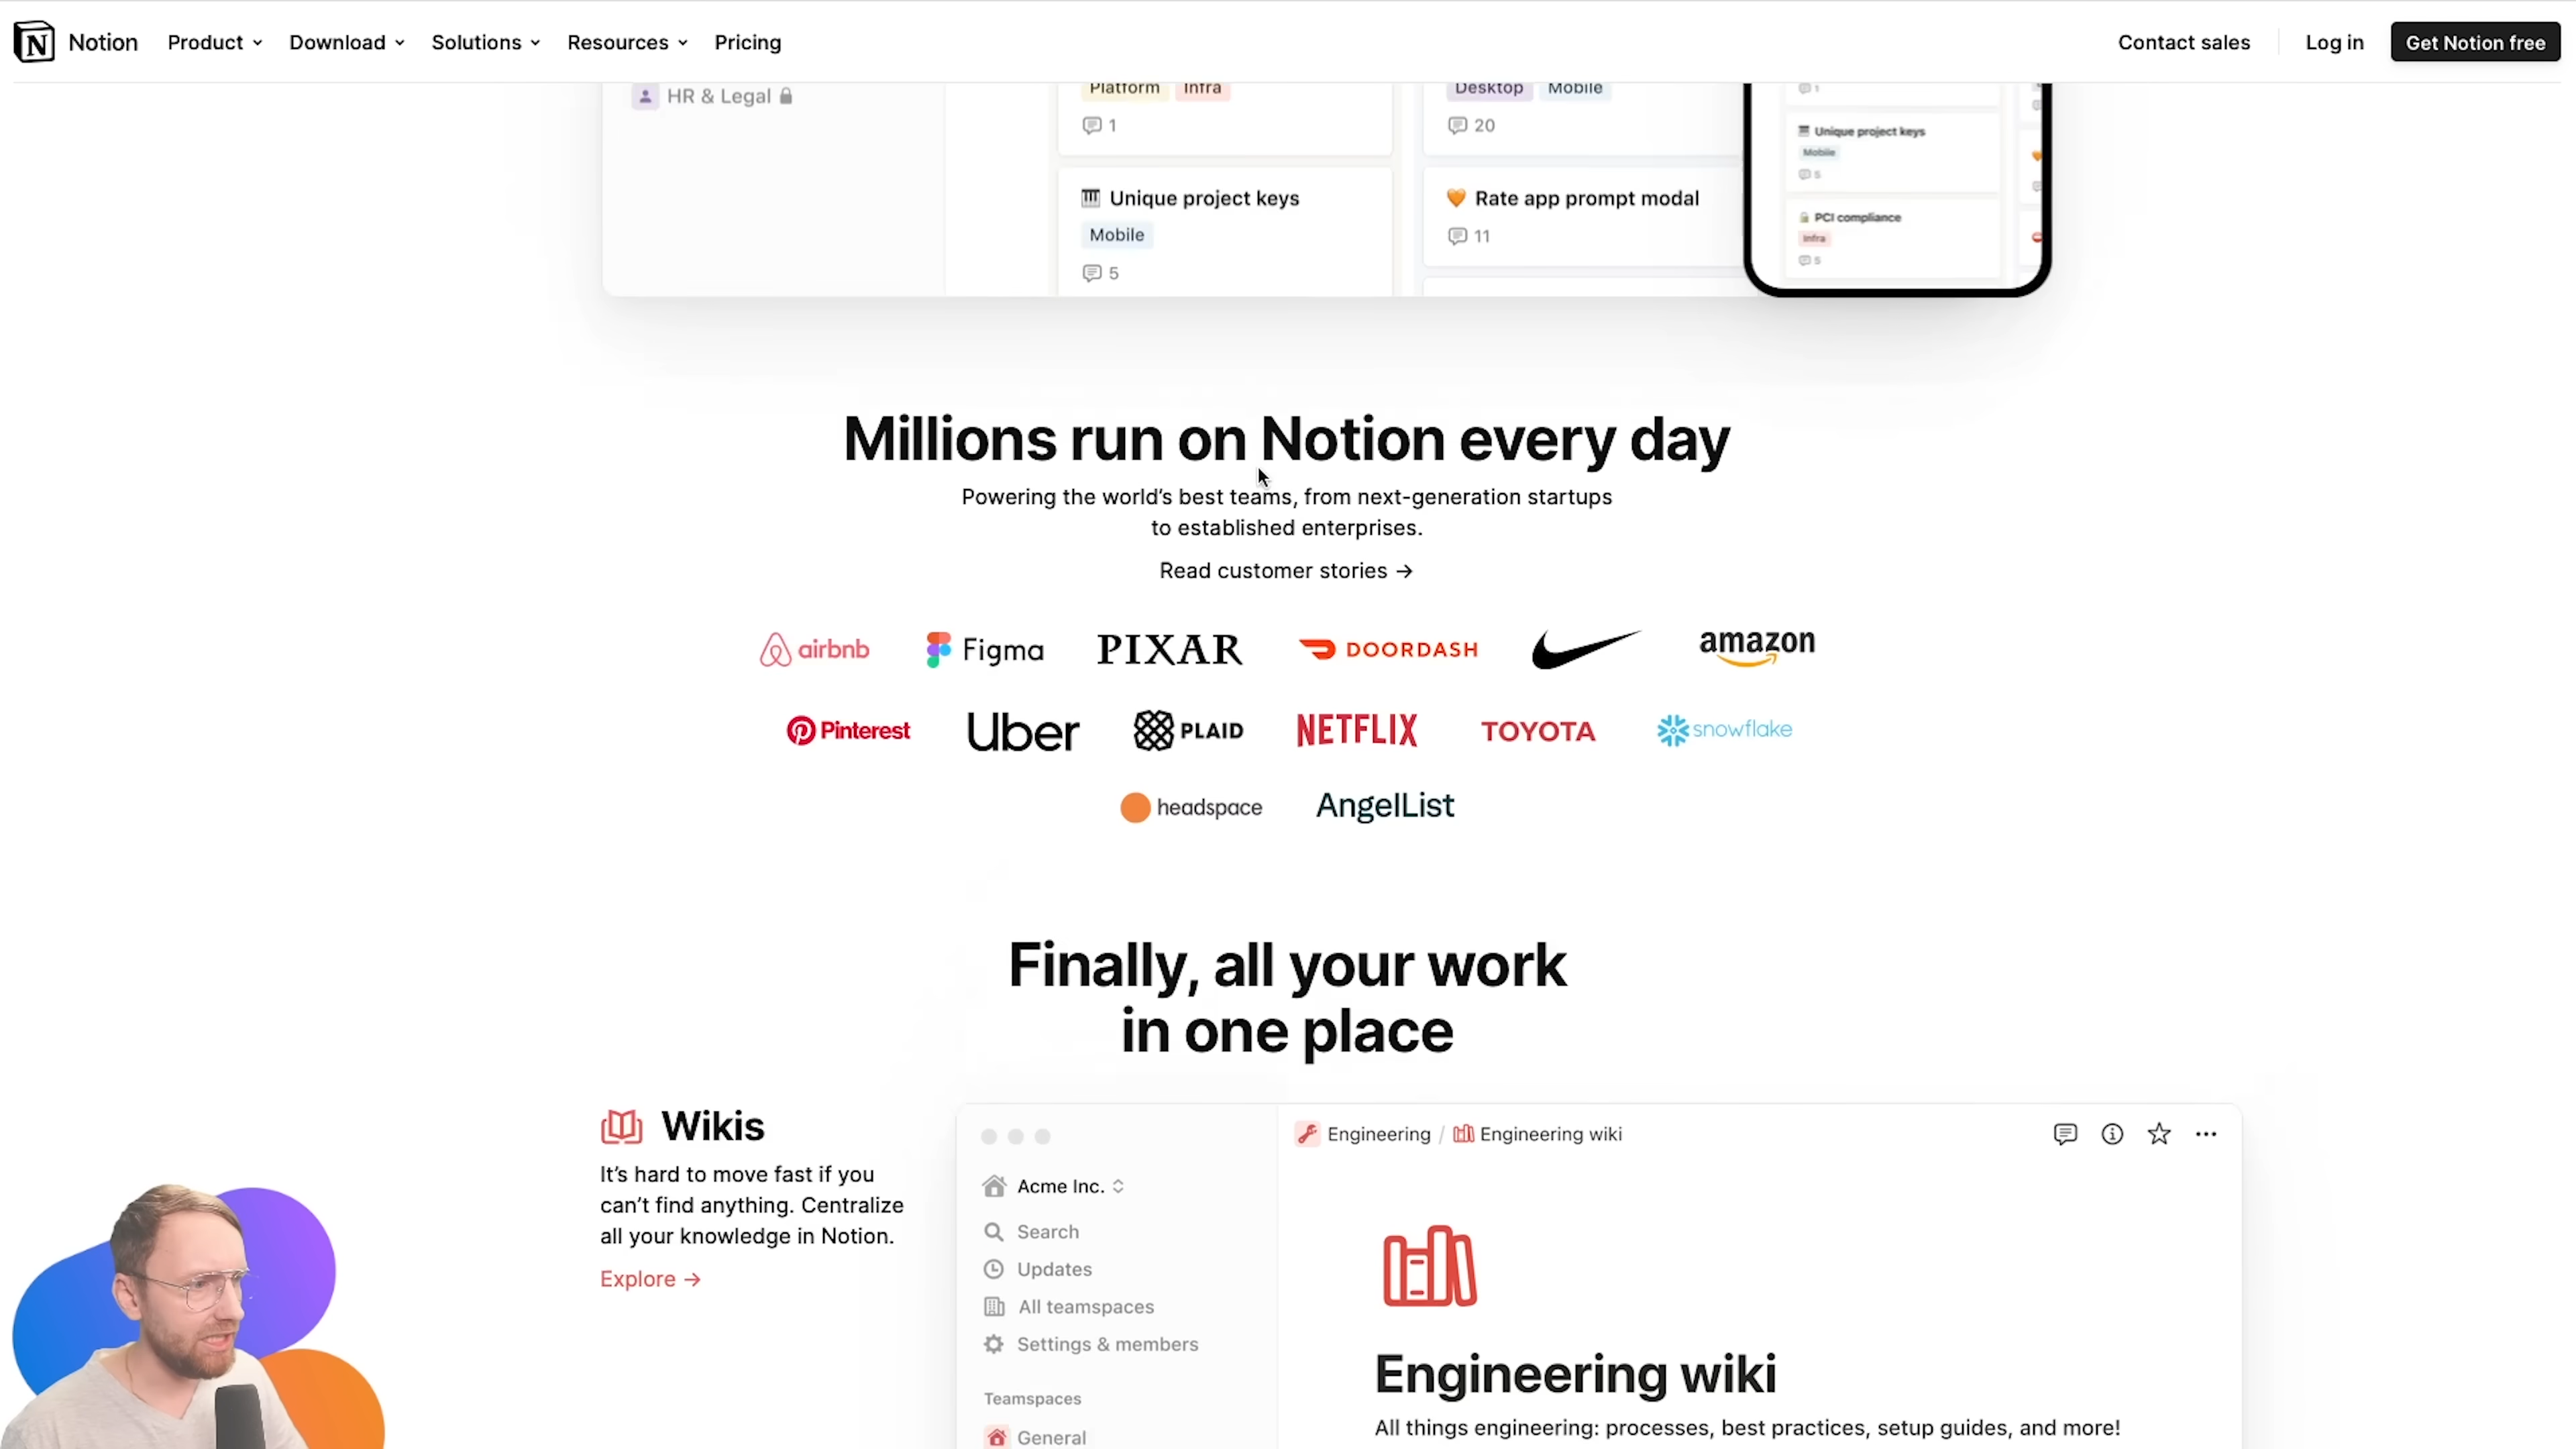 Notion Product Download Solutions Resources Pricing Contact sales Log in Get Notion free
HR & Legal
Platform Infra
1
Unique project keys
Mobile
5
Desktop Mobile
20
Rate app prompt modal
11
1
Unique project keys
Mobile
5
PCI compliance
Infra
5
Millions run on Notion every day
Powering the world's best teams, from next-generation startups
to established enterprises.
Read customer stories →
airbnb Figma PIXAR DOORDASH amazon
Pinterest Uber PLAID NETFLIX TOYOTA snowflake
headspace AngelList
Finally, all your work
in one place
Wikis
It's hard to move fast if you
can't find anything. Centralize
all your knowledge in Notion.
Explore →
Engineering / Engineering wiki
Acme Inc.
Search
Updates
All teamspaces
Settings & members
Teamspaces
General
Engineering wiki
All things engineering: processes, best practices, setup guides, and more!